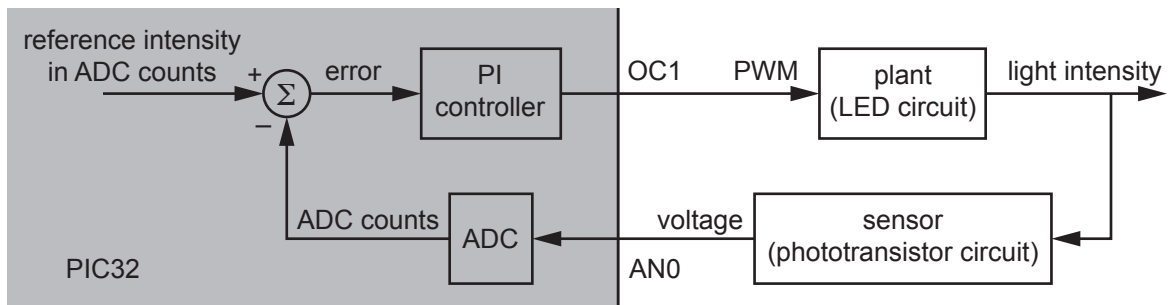 reference intensity
in ADC counts
+
Σ
−
error
PI
controller
OC1
PWM
plant
(LED circuit)
light intensity
ADC counts
ADC
voltage
AN0
sensor
(phototransistor circuit)
PIC32